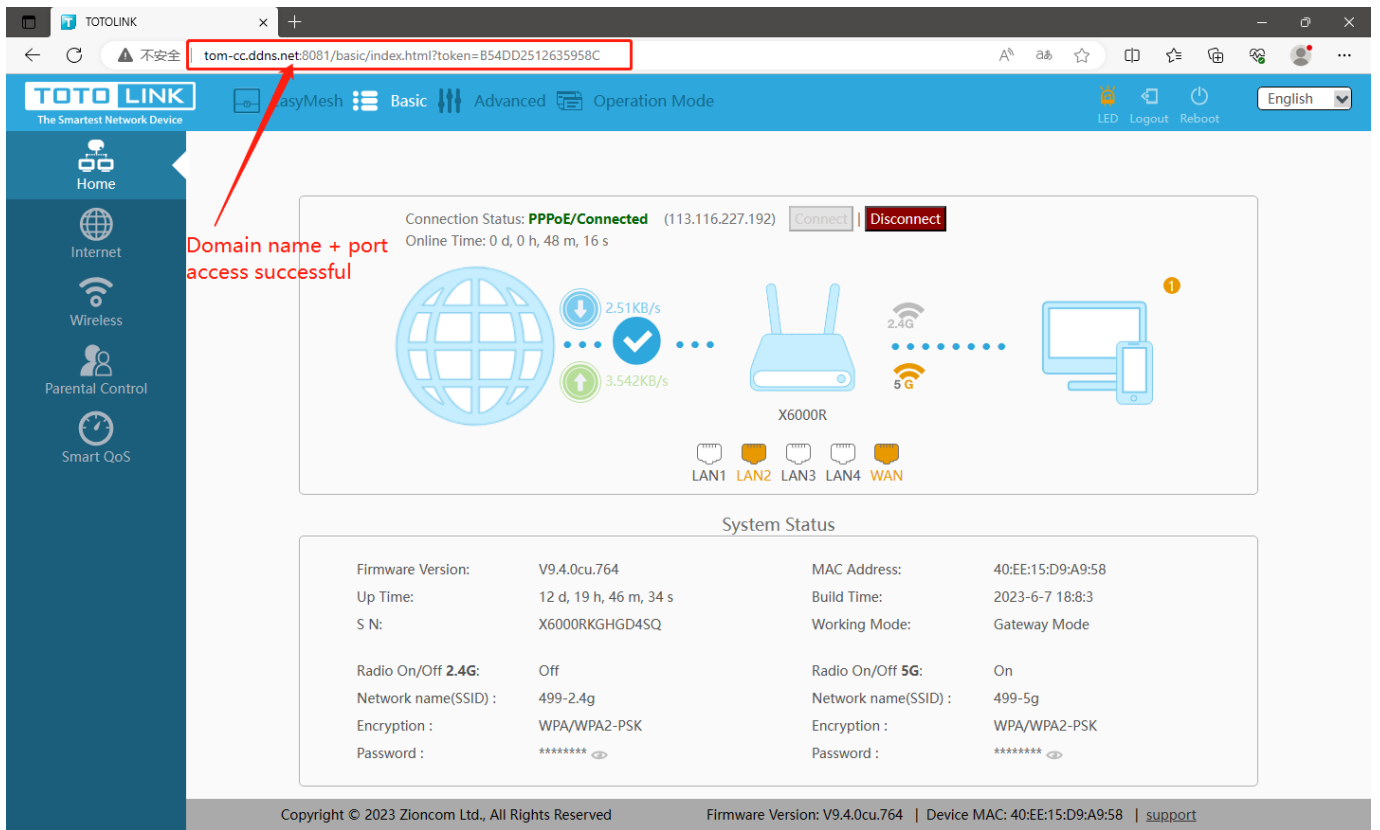 TOTOLINK
不安全
tom-cc.ddns.net:8081/basic/index.html?token=B54DD2512635958C
TOTO LINK
The Smartest Network Device
EasyMesh
Basic
Advanced
Operation Mode
LED
Logout
Reboot
English
Home
Internet
Wireless
Parental Control
Smart QoS
Domain name + port
access successful
Connection Status: PPPoE/Connected (113.116.227.192) Connect | Disconnect
Online Time: 0 d, 0 h, 48 m, 16 s
2.51KB/s
3.542KB/s
X6000R
2.4G
5 G
1
LAN1 LAN2 LAN3 LAN4 WAN
System Status
Firmware Version: V9.4.0cu.764 MAC Address: 40:EE:15:D9:A9:58
Up Time: 12 d, 19 h, 46 m, 34 s Build Time: 2023-6-7 18:8:3
S N: X6000RKGHGD4SQ Working Mode: Gateway Mode
Radio On/Off 2.4G: Off Radio On/Off 5G: On
Network name(SSID) : 499-2.4g Network name(SSID) : 499-5g
Encryption : WPA/WPA2-PSK Encryption : WPA/WPA2-PSK
Password : ******** Password : ********
Copyright © 2023 Zioncom Ltd., All Rights Reserved Firmware Version: V9.4.0cu.764 | Device MAC: 40:EE:15:D9:A9:58 | support